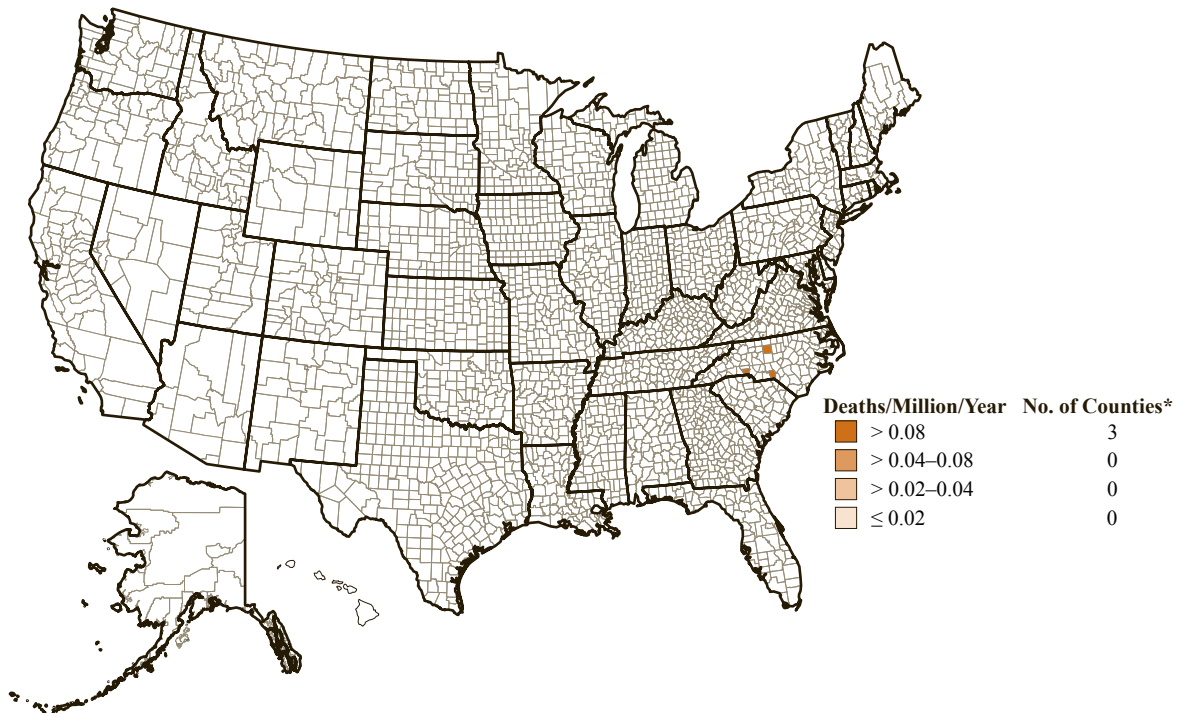 Deaths/Million/Year No. of Counties*
> 0.08 3
> 0.04–0.08 0
> 0.02–0.04 0
≤ 0.02 0